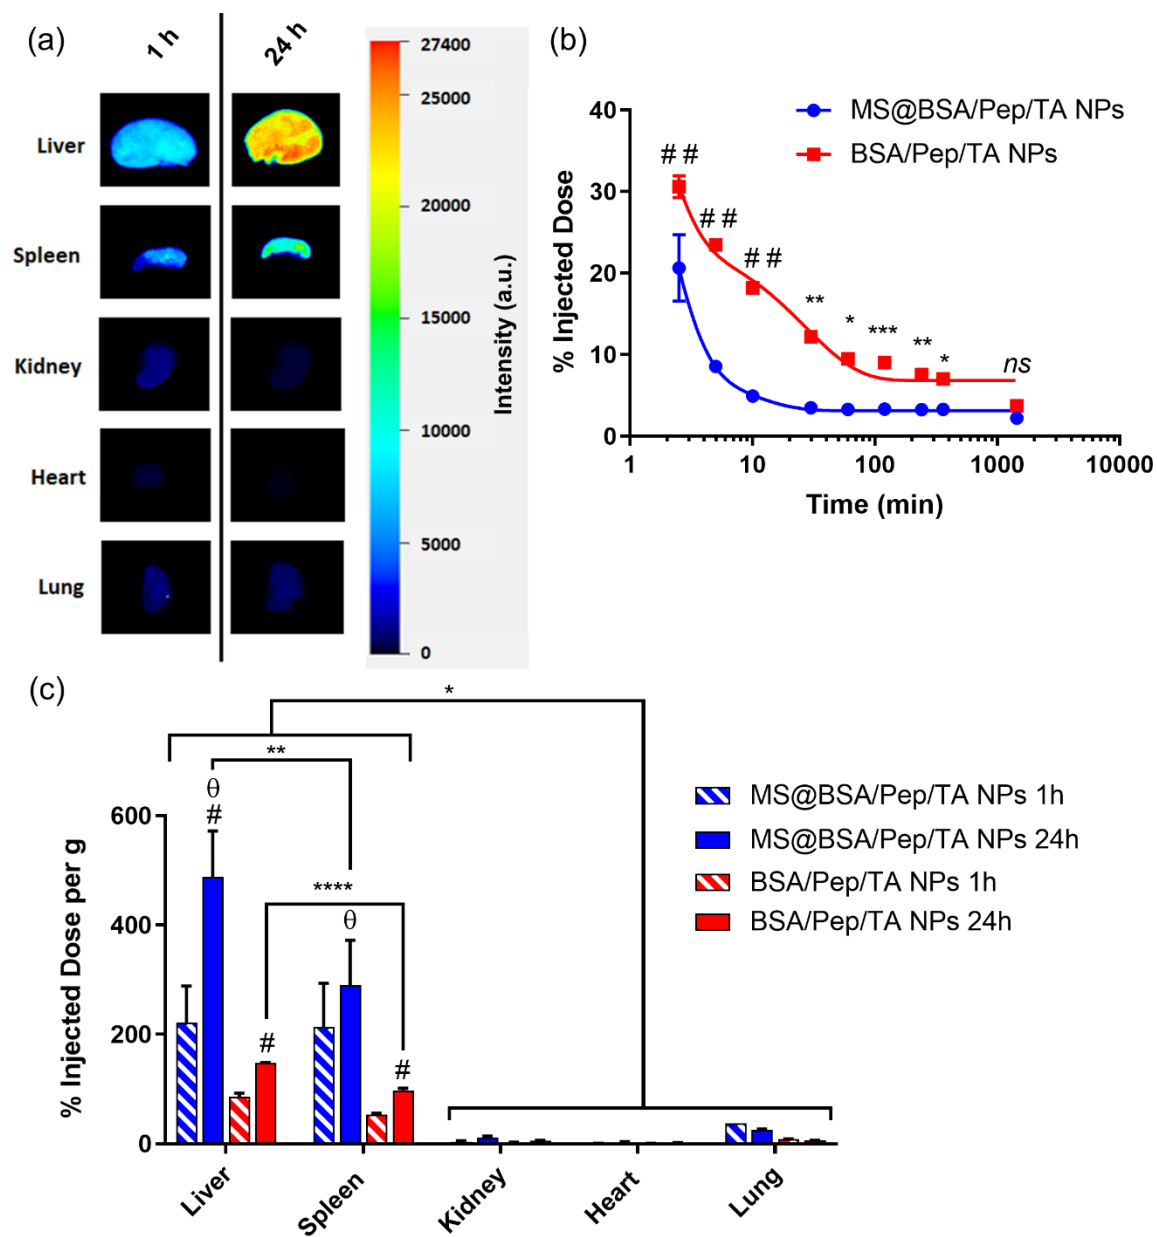 (a)
1 h
24 h
Liver
Spleen
Kidney
Heart
Lung
27400
25000
20000
15000
10000
5000
0
Intensity (a.u.)
(b)
MS@BSA/Pep/TA NPs
BSA/Pep/TA NPs
40
30
20
10
0
% Injected Dose
# #
# #
# #
**
*
***
**
*
ns
1
10
100
1000
10000
Time (min)
(c)
*
**
θ
#
****
θ
#
#
MS@BSA/Pep/TA NPs 1h
MS@BSA/Pep/TA NPs 24h
BSA/Pep/TA NPs 1h
BSA/Pep/TA NPs 24h
600
400
200
0
% Injected Dose per g
Liver
Spleen
Kidney
Heart
Lung